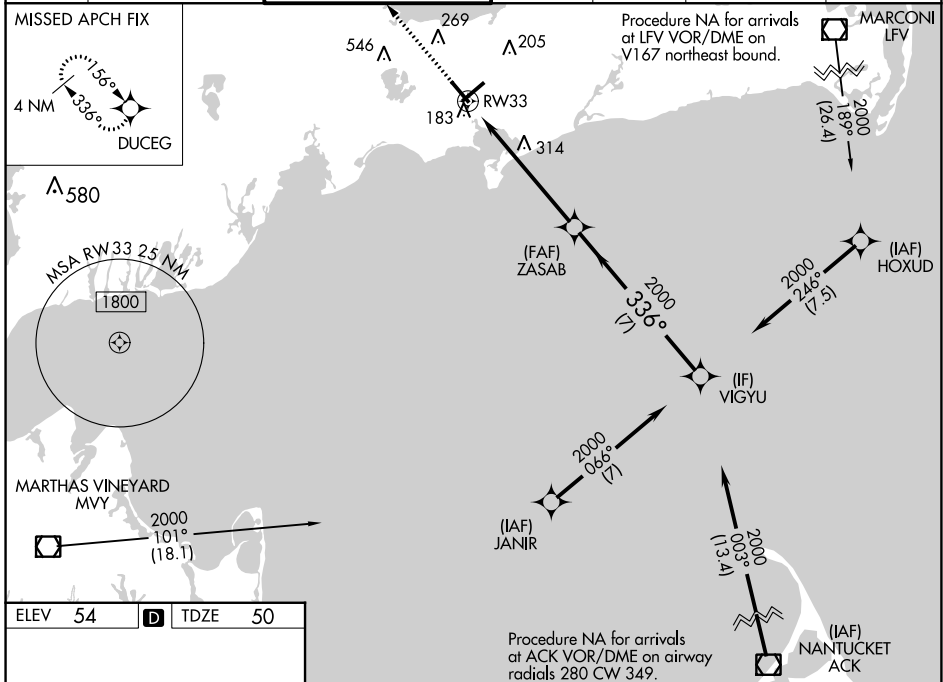 MISSED APCH FIX
156°
4 NM
336°
DUCEG
580
546
269
205
183
RW33
314
Procedure NA for arrivals
at LFV VOR/DME on
V167 northeast bound.
MARCONI
LFV
2000
189°
(26.4)
(FAF)
ZASAB
(IAF)
HOXUD
2000
246°
(7.5)
2000
336°
(7)
MSA RW33 25 NM
1800
(IF)
VIGYU
2000
066°
(7)
(IAF)
JANIR
MARTHAS VINEYARD
MVY
2000
101°
(18.1)
2000
003°
(13.4)
(IAF)
NANTUCKET
ACK
Procedure NA for arrivals
at ACK VOR/DME on airway
radials 280 CW 349.
ELEV 54 D TDZE 50